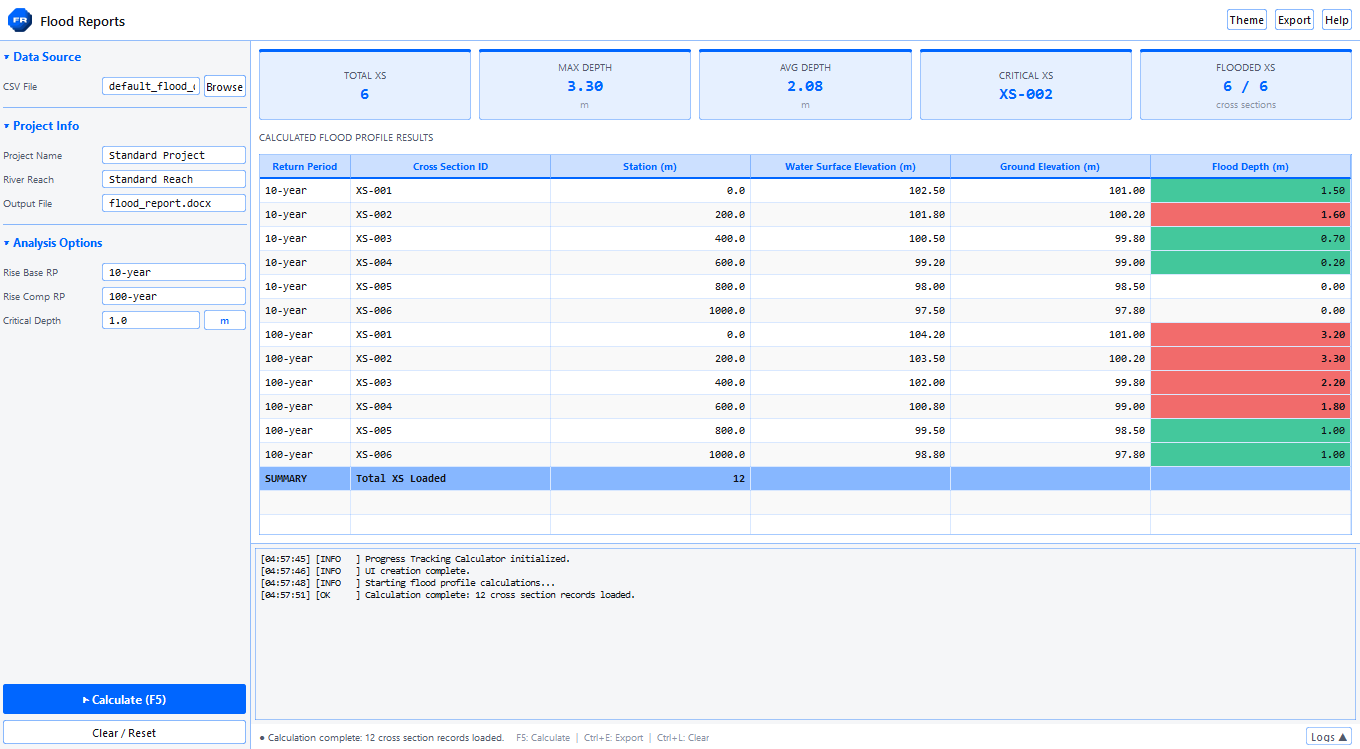 FR Flood Reports Theme Export Help
▾ Data Source
CSV File default_flood_ Browse
▾ Project Info
Project Name Standard Project
River Reach Standard Reach
Output File flood_report.docx
▾ Analysis Options
Rise Base RP 10-year
Rise Comp RP 100-year
Critical Depth 1.0 m
▶ Calculate (F5)
Clear / Reset
TOTAL XS
6
MAX DEPTH
3.30
m
AVG DEPTH
2.08
m
CRITICAL XS
XS-002
FLOODED XS
6 / 6
cross sections
CALCULATED FLOOD PROFILE RESULTS
Return Period Cross Section ID Station (m) Water Surface Elevation (m) Ground Elevation (m) Flood Depth (m)
10-year XS-001 0.0 102.50 101.00 1.50
10-year XS-002 200.0 101.80 100.20 1.60
10-year XS-003 400.0 100.50 99.80 0.70
10-year XS-004 600.0 99.20 99.00 0.20
10-year XS-005 800.0 98.00 98.50 0.00
10-year XS-006 1000.0 97.50 97.80 0.00
100-year XS-001 0.0 104.20 101.00 3.20
100-year XS-002 200.0 103.50 100.20 3.30
100-year XS-003 400.0 102.00 99.80 2.20
100-year XS-004 600.0 100.80 99.00 1.80
100-year XS-005 800.0 99.50 98.50 1.00
100-year XS-006 1000.0 98.80 97.80 1.00
SUMMARY Total XS Loaded 12
[04:57:45] [INFO ] Progress Tracking Calculator initialized.
[04:57:46] [INFO ] UI creation complete.
[04:57:48] [INFO ] Starting flood profile calculations...
[04:57:51] [OK ] Calculation complete: 12 cross section records loaded.
● Calculation complete: 12 cross section records loaded. F5: Calculate | Ctrl+E: Export | Ctrl+L: Clear Logs ▲